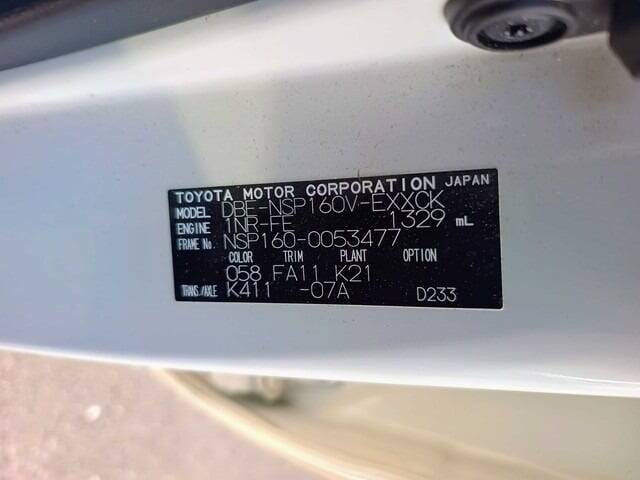 TOYOTA MOTOR CORPORATION JAPAN
MODEL DBE-NSP160V-EXXCK
ENGINE 1NR-FE 1329 mL
FRAME No. NSP160-0053477
COLOR TRIM PLANT OPTION
058 FA11 K21
TRANS./AXLE K411 -07A D233